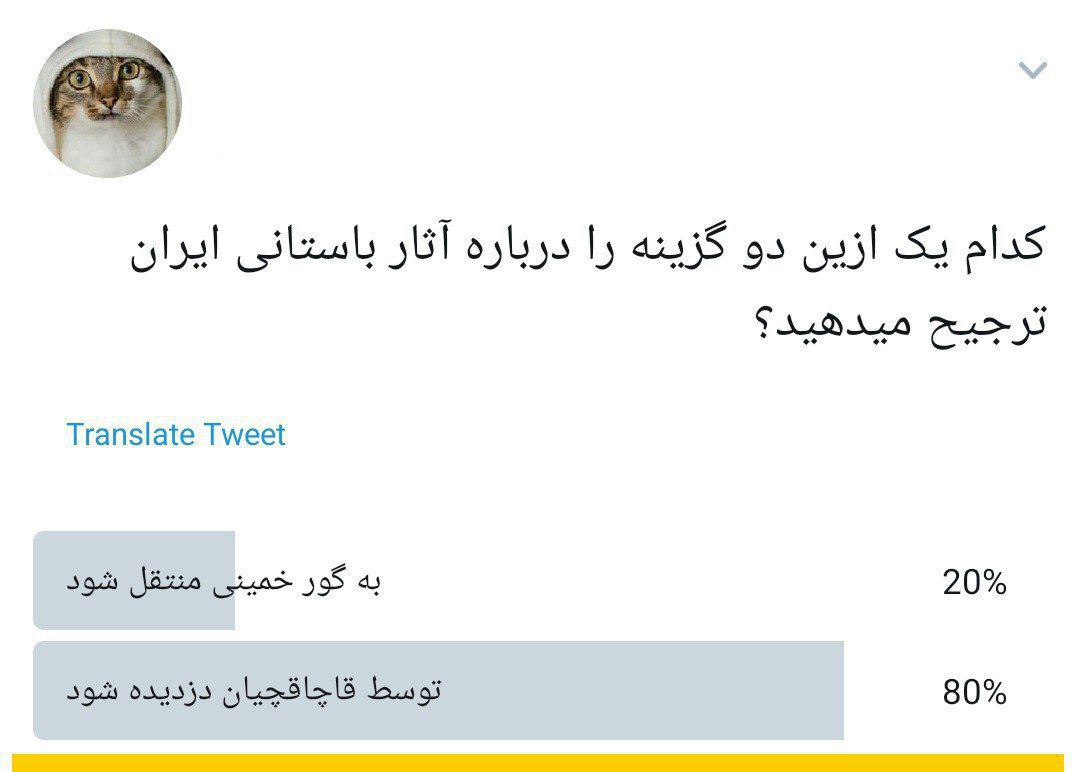 کدام یک ازین دو گزینه را درباره آثار باستانی ایران
ترجیح میدهید؟
Translate Tweet
به گور خمینی منتقل شود 20%
توسط قاچاقچیان دزدیده شود 80%